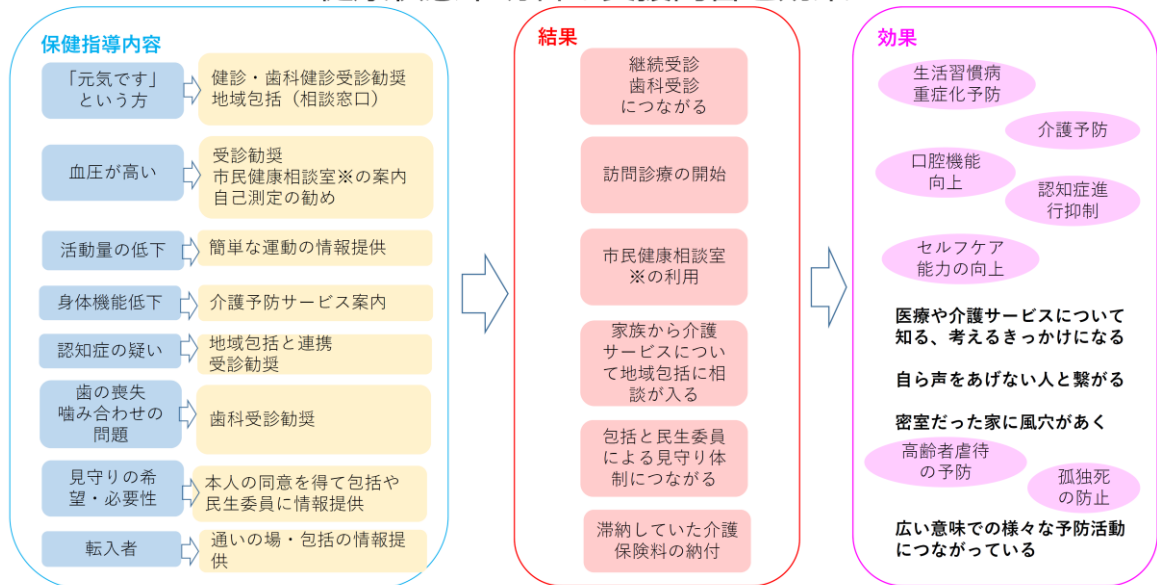 保健指導内容
「元気です」
という方
健診・歯科健診受診勧奨
地域包括（相談窓口）
血圧が高い
受診勧奨
市民健康相談室※の案内
自己測定の勧め
活動量の低下
簡単な運動の情報提供
身体機能低下
介護予防サービス案内
認知症の疑い
地域包括と連携
受診勧奨
歯の喪失
噛み合わせの
問題
歯科受診勧奨
見守りの希
望・必要性
本人の同意を得て包括や
民生委員に情報提供
転入者
通いの場・包括の情報提
供
結果
継続受診
歯科受診
につながる
訪問診療の開始
市民健康相談室
※の利用
家族から介護
サービスについ
て地域包括に相
談が入る
包括と民生委員
による見守り体
制につながる
滞納していた介護
保険料の納付
効果
生活習慣病
重症化予防
介護予防
口腔機能
向上
認知症進
行抑制
セルフケア
能力の向上
医療や介護サービスについて
知る、考えるきっかけになる
自ら声をあげない人と繋がる
密室だった家に風穴があく
高齢者虐待
の予防
孤独死
の防止
広い意味での様々な予防活動
につながっている